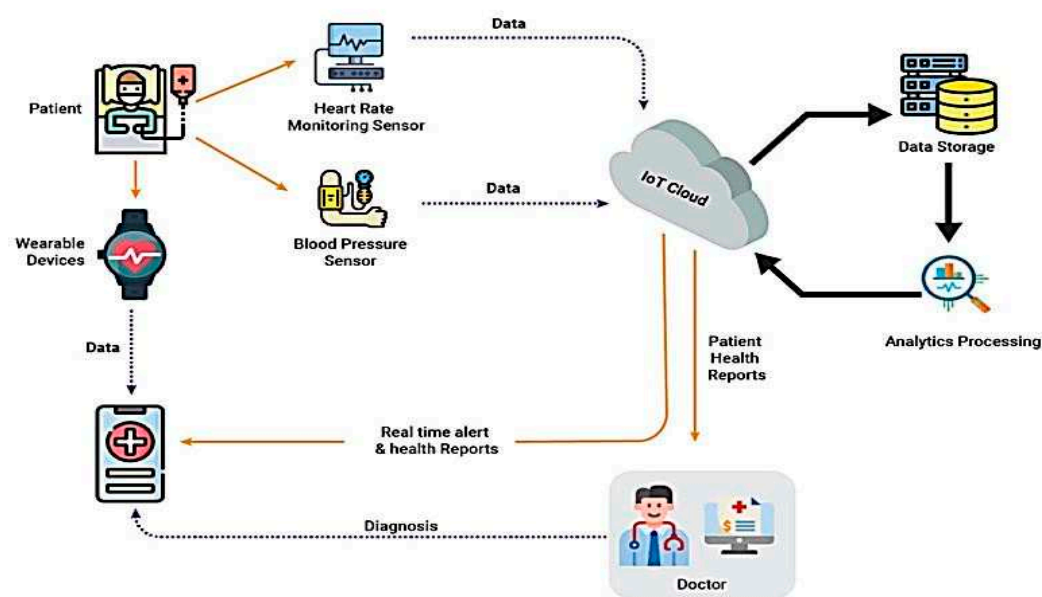 Data
Patient
Heart Rate
Monitoring Sensor
Data Storage
IoT Cloud
Data
Wearable
Devices
Blood Pressure
Sensor
Data
Patient
Health
Reports
Analytics Processing
Real time alert
& health Reports
Diagnosis
$
Doctor